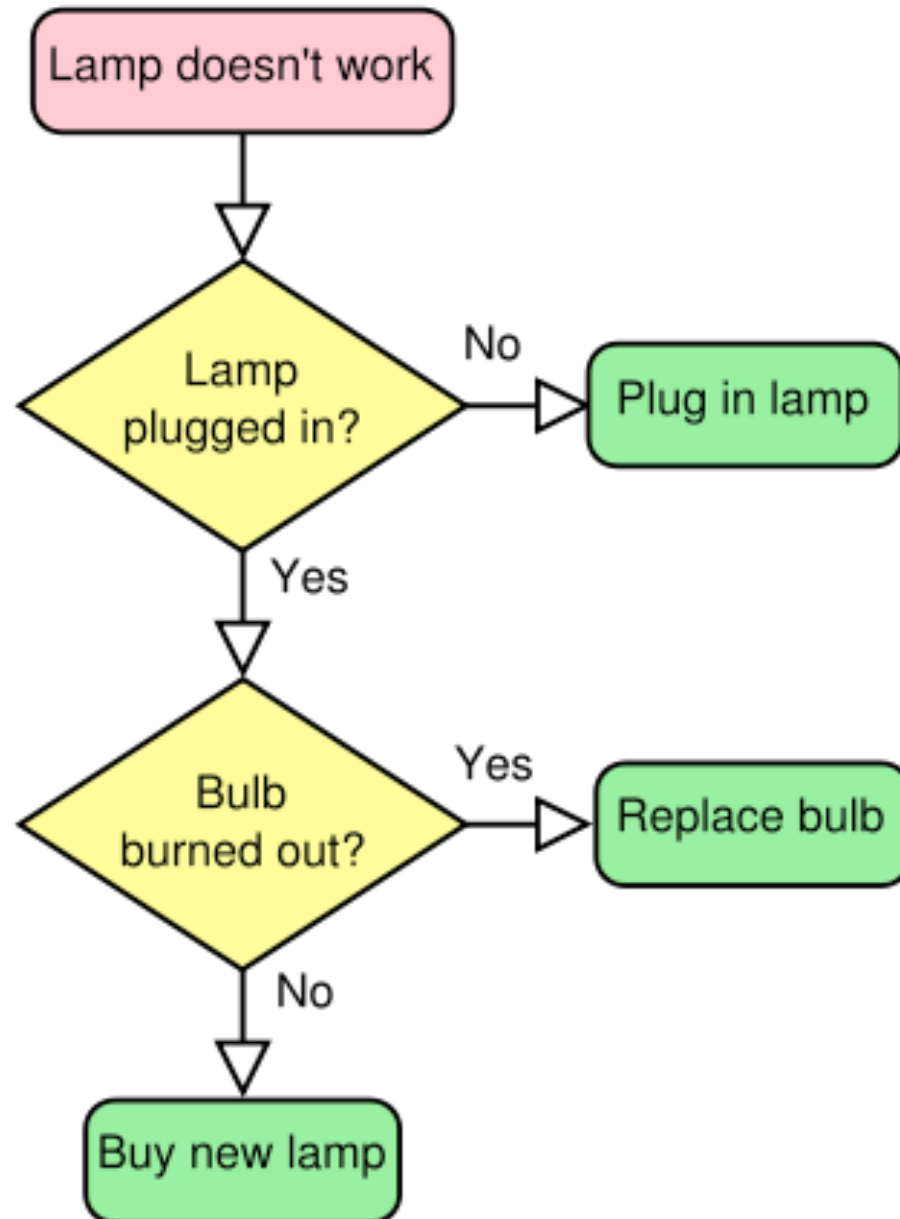 Lamp doesn't work
Lamp
plugged in?
No
Plug in lamp
Yes
Bulb
burned out?
Yes
Replace bulb
No
Buy new lamp